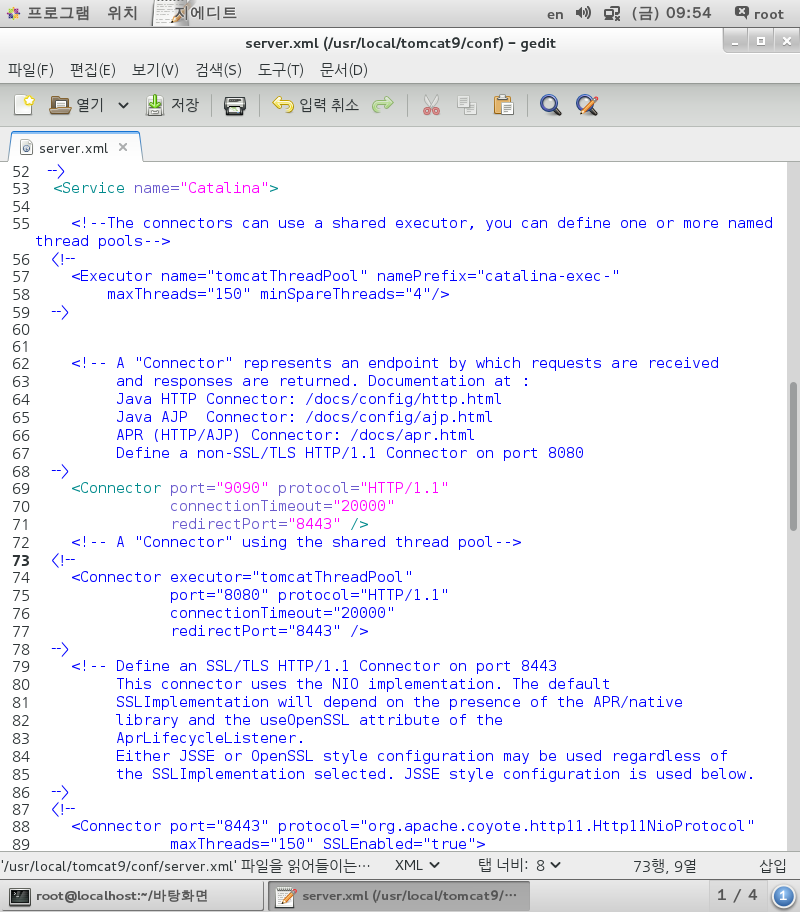 프로그램 위치 지에디트 en (금) 09:54 root
server.xml (/usr/local/tomcat9/conf) - gedit
파일(F) 편집(E) 보기(V) 검색(S) 도구(T) 문서(D)
열기 저장 입력 취소
server.xml
52 -->
53 <Service name="Catalina">
54
55 <!--The connectors can use a shared executor, you can define one or more named
thread pools-->
56 <!--
57 <Executor name="tomcatThreadPool" namePrefix="catalina-exec-"
58 maxThreads="150" minSpareThreads="4"/>
59 -->
60
61
62 <!-- A "Connector" represents an endpoint by which requests are received
63 and responses are returned. Documentation at :
64 Java HTTP Connector: /docs/config/http.html
65 Java AJP  Connector: /docs/config/ajp.html
66 APR (HTTP/AJP) Connector: /docs/apr.html
67 Define a non-SSL/TLS HTTP/1.1 Connector on port 8080
68 -->
69 <Connector port="9090" protocol="HTTP/1.1"
70 connectionTimeout="20000"
71 redirectPort="8443" />
72 <!-- A "Connector" using the shared thread pool-->
73 <!--
74 <Connector executor="tomcatThreadPool"
75 port="8080" protocol="HTTP/1.1"
76 connectionTimeout="20000"
77 redirectPort="8443" />
78 -->
79 <!-- Define an SSL/TLS HTTP/1.1 Connector on port 8443
80 This connector uses the NIO implementation. The default
81 SSLImplementation will depend on the presence of the APR/native
82 library and the useOpenSSL attribute of the
83 AprLifecycleListener.
84 Either JSSE or OpenSSL style configuration may be used regardless of
85 the SSLImplementation selected. JSSE style configuration is used below.
86 -->
87 <!--
88 <Connector port="8443" protocol="org.apache.coyote.http11.Http11NioProtocol"
89 maxThreads="150" SSLEnabled="true">
'/usr/local/tomcat9/conf/server.xml' 파일을 읽어들이는… XML 탭 너비: 8 73행, 9열 삽입
root@localhost:~/바탕화면 server.xml (/usr/local/tomcat9/… 1 / 4 1